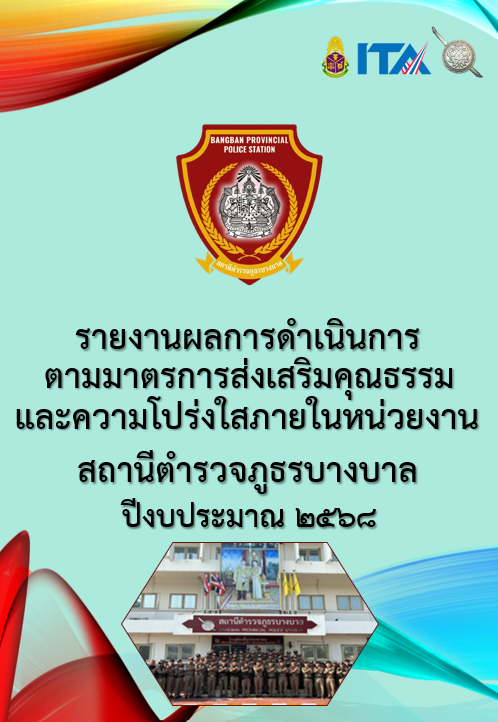 ITA
BANGBAN PROVINCIAL
POLICE STATION
สถานีตำรวจภูธรบางบาล
รายงานผลการดำเนินการ
ตามมาตรการส่งเสริมคุณธรรม
และความโปร่งใสภายในหน่วยงาน
สถานีตำรวจภูธรบางบาล
ปีงบประมาณ ๒๕๖๘
สถานีตำรวจภูธรบางบาล
BANGBAN PROVINCIAL POLICE STATION